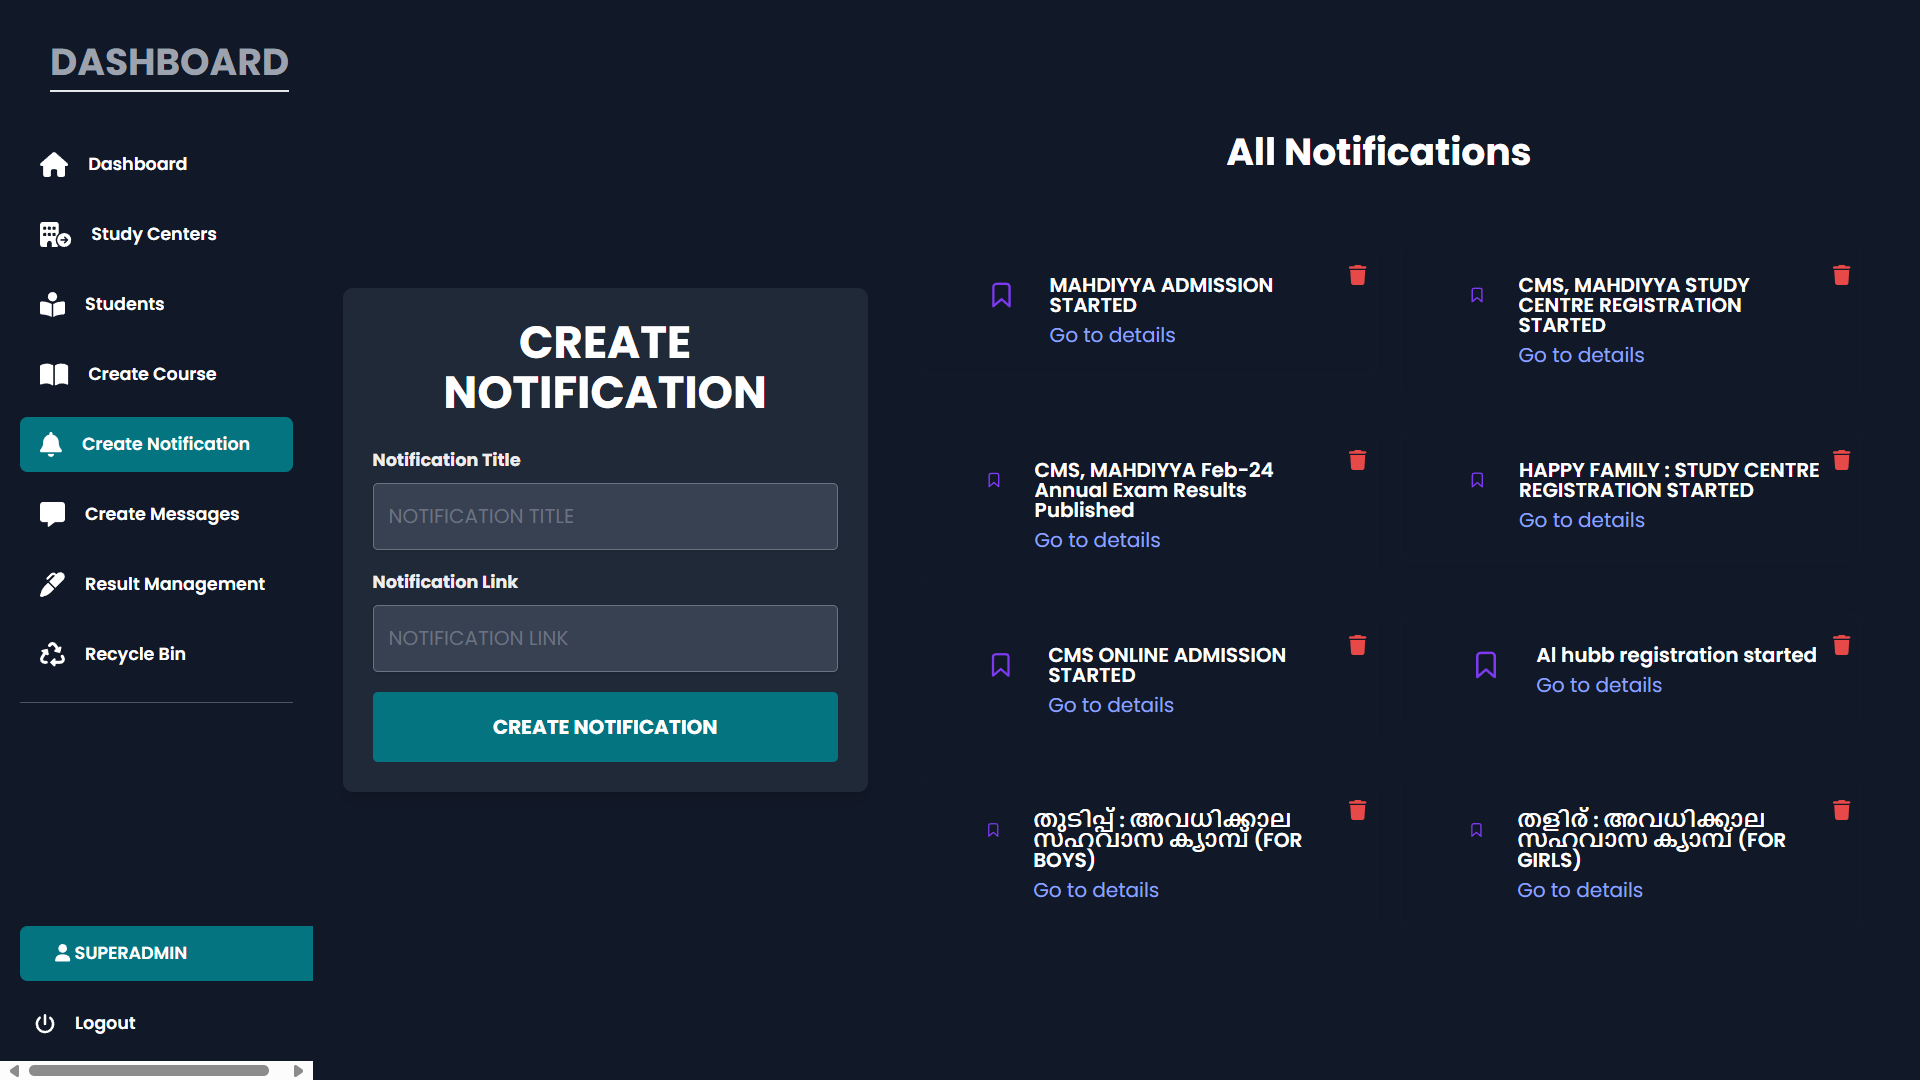 DASHBOARD
Dashboard
Study Centers
Students
Create Course
Create Notification
Create Messages
Result Management
Recycle Bin
SUPERADMIN
Logout
CREATE
NOTIFICATION
Notification Title
NOTIFICATION TITLE
Notification Link
NOTIFICATION LINK
CREATE NOTIFICATION
All Notifications
MAHDIYYA ADMISSION
STARTED
Go to details
CMS, MAHDIYYA STUDY
CENTRE REGISTRATION
STARTED
Go to details
CMS, MAHDIYYA Feb-24
Annual Exam Results
Published
Go to details
HAPPY FAMILY : STUDY CENTRE
REGISTRATION STARTED
Go to details
CMS ONLINE ADMISSION
STARTED
Go to details
Al hubb registration started
Go to details
തുടിപ്പ് : അവധിക്കാല
സഹവാസ ക്യാമ്പ് (FOR
BOYS)
Go to details
തളിര് : അവധിക്കാല
സഹവാസ ക്യാമ്പ് (FOR
GIRLS)
Go to details